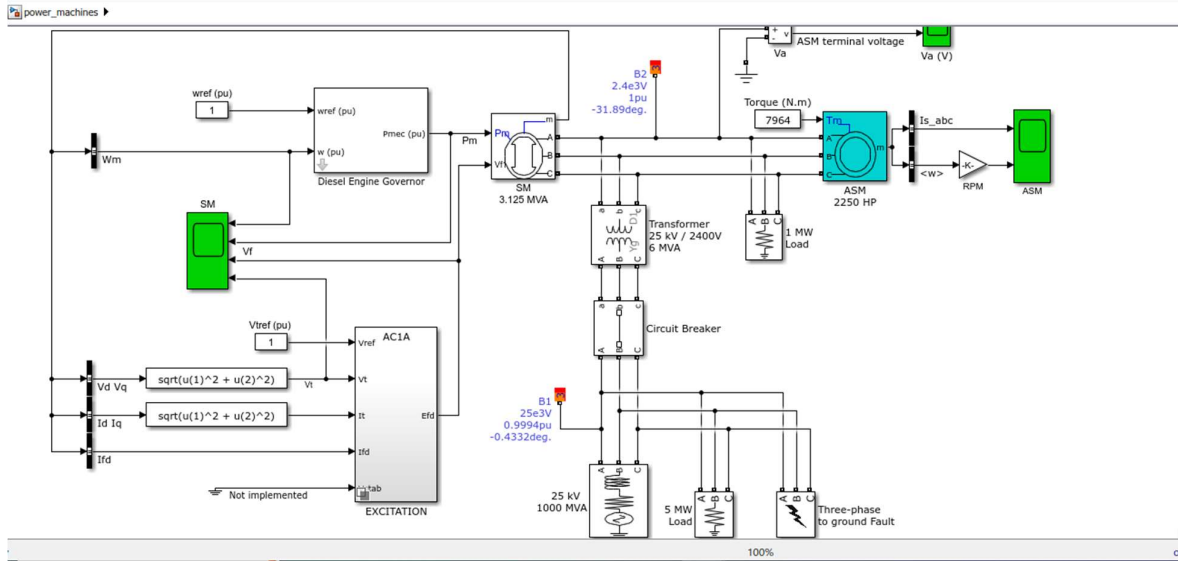 power_machines
+
-
v
Va
ASM terminal voltage
Va (V)
B2
2.4e3V
1pu
-31.89deg.
wref (pu)
1
wref (pu)
w (pu)
Pmec (pu)
Diesel Engine Governor
Wm
Pm
Pm
Vf
m
A
B
C
SM
3.125 MVA
Torque (N.m)
7964
Tm
A
B
C
m
ASM
2250 HP
Is_abc
<w>
-K-
RPM
ASM
SM
Vf
a b c
D1
Yg
A B C
Transformer
25 kV / 2400V
6 MVA
A B C
1 MW
Load
a b c
A B C
Circuit Breaker
Vtref (pu)
1
AC1A
Vref
Vt
It
Ifd
Efd
stab
EXCITATION
Vd Vq
sqrt(u(1)^2 + u(2)^2)
Vt
Id Iq
sqrt(u(1)^2 + u(2)^2)
Ifd
Not implemented
B1
25e3V
0.9994pu
-0.4332deg.
A B C
25 kV
1000 MVA
A B C
5 MW
Load
A B C
Three-phase
to ground Fault
100%